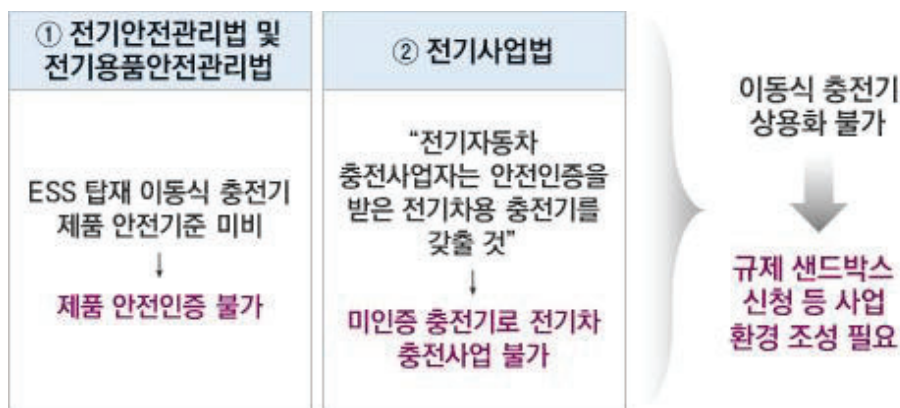 ① 전기안전관리법 및
전기용품안전관리법
ESS 탑재 이동식 충전기
제품 안전기준 미비
↓
제품 안전인증 불가
② 전기사업법
“전기자동차
충전사업자는 안전인증을
받은 전기차용 충전기를
갖출 것”
↓
미인증 충전기로 전기차
충전사업 불가
이동식 충전기
상용화 불가
규제 샌드박스
신청 등 사업
환경 조성 필요